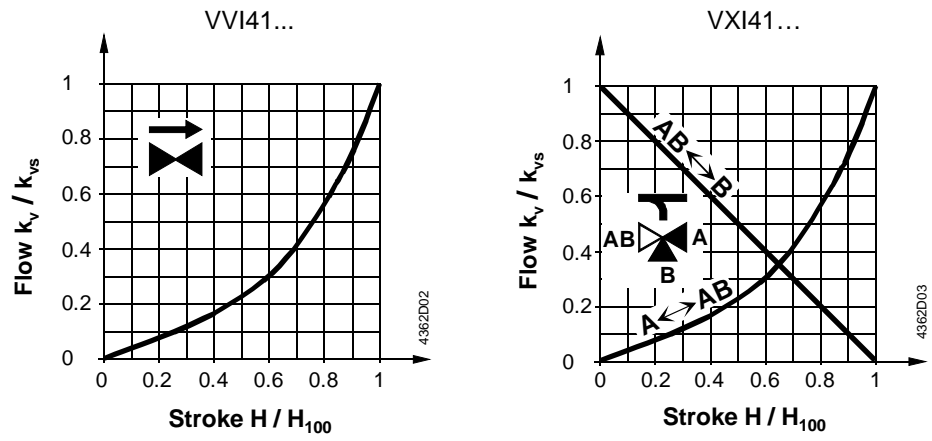 VVI41...
1
0.8
0.6
0.4
0.2
0
0 0.2 0.4 0.6 0.8 1
Flow kv / kvs
Stroke H / H100
4362D02
VXI41…
1
0.8
0.6
0.4
0.2
0
0 0.2 0.4 0.6 0.8 1
Flow kv / kvs
AB B
AB A
B
A AB
Stroke H / H100
4362D03